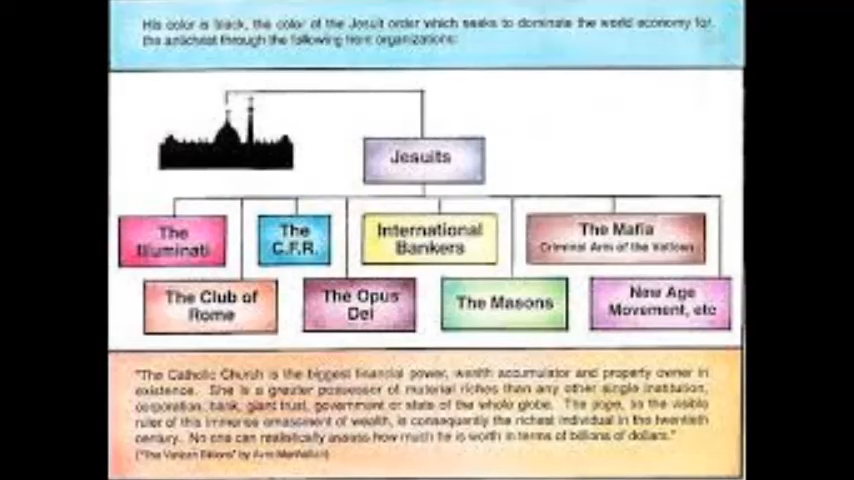 His color is black, the color of the Jesuit order which seeks to dominate the world economy for
the antichrist through the following front organizations:
Jesuits
The
Illuminati
The
C.F.R.
International
Bankers
The Mafia
Criminal Arm of the Vatican
The Club of
Rome
The Opus
Dei
The Masons
New Age
Movement, etc
"The Catholic Church is the biggest financial power, wealth accumulator and property owner in
existence. She is a greater possessor of material riches than any other single institution,
corporation, bank, giant trust, government or state of the whole globe. The pope, as the visible
ruler of this immense amassment of wealth, is consequently the richest individual in the twentieth
century. No one can realistically assess how much he is worth in terms of billions of dollars."
("The Vatican Billions" by Avro Manhattan)